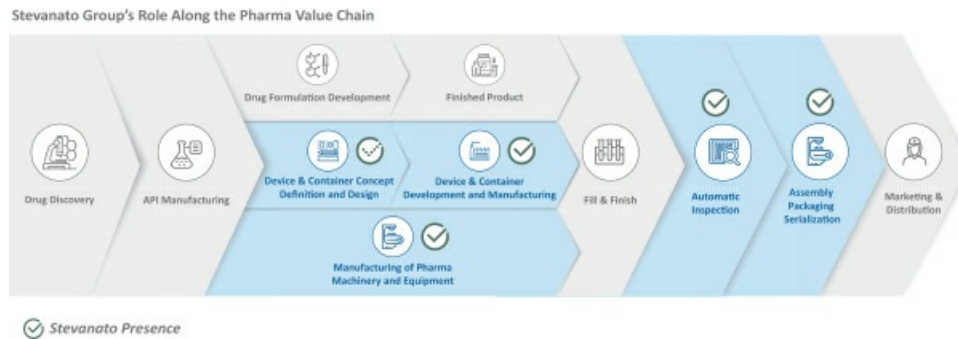 Stevanato Group's Role Along the Pharma Value Chain
Drug Formulation Development
Finished Product
Drug Discovery
API Manufacturing
Device & Container Concept
Definition and Design
Device & Container
Development and Manufacturing
Fill & Finish
Automatic
Inspection
Assembly
Packaging
Serialization
Marketing &
Distribution
Manufacturing of Pharma
Machinery and Equipment
Stevanato Presence